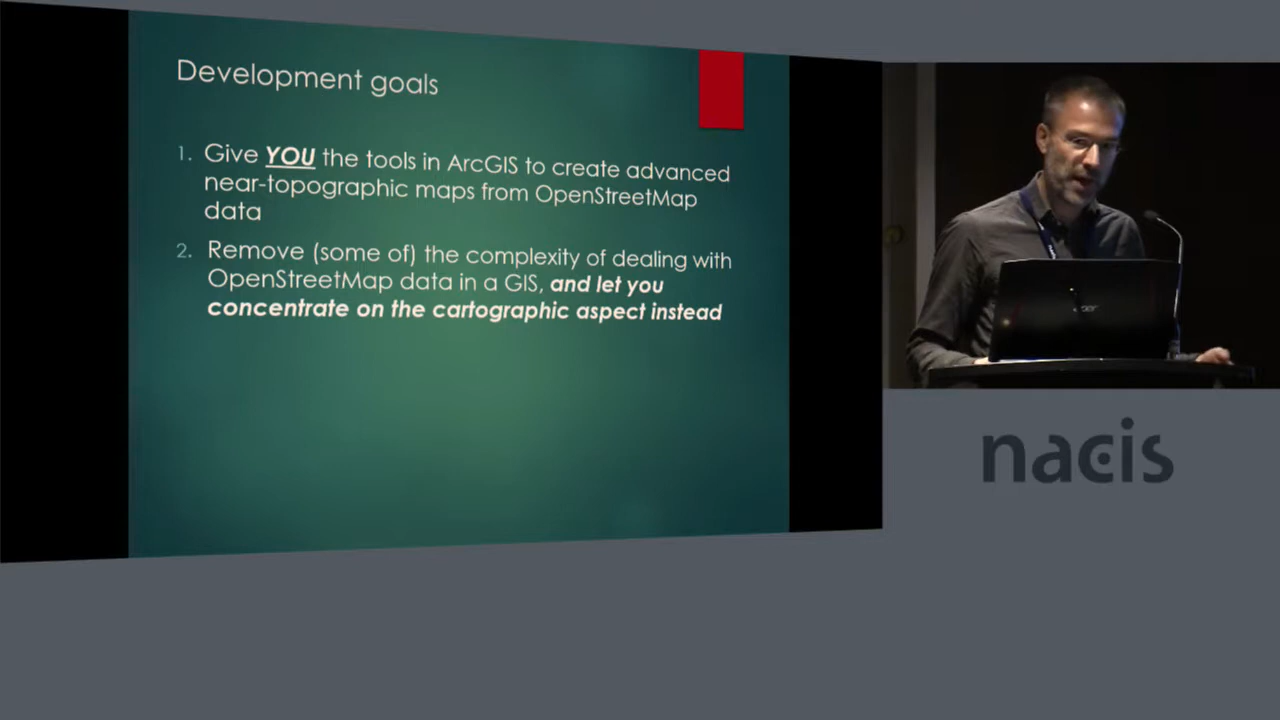 Development goals
1. Give YOU the tools in ArcGIS to create advanced
near-topographic maps from OpenStreetMap
data
2. Remove (some of) the complexity of dealing with
OpenStreetMap data in a GIS, and let you
concentrate on the cartographic aspect instead
acer
nacis